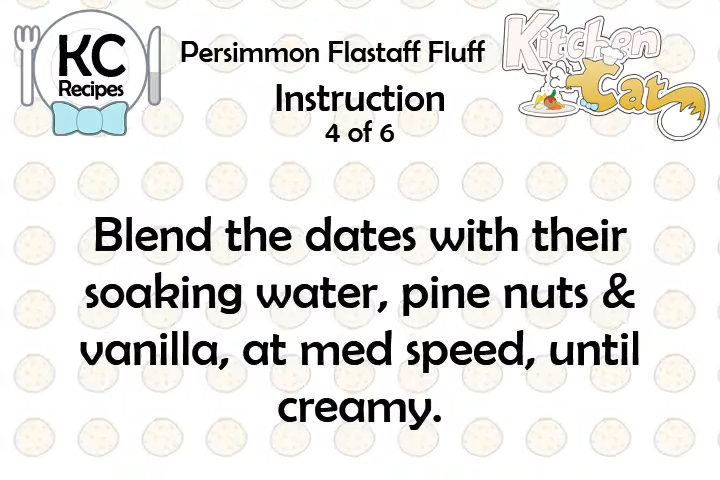 KC
Recipes
Persimmon Flastaff Fluff
Instruction
4 of 6
Kitchen
Cat
Blend the dates with their
soaking water, pine nuts &
vanilla, at med speed, until
creamy.